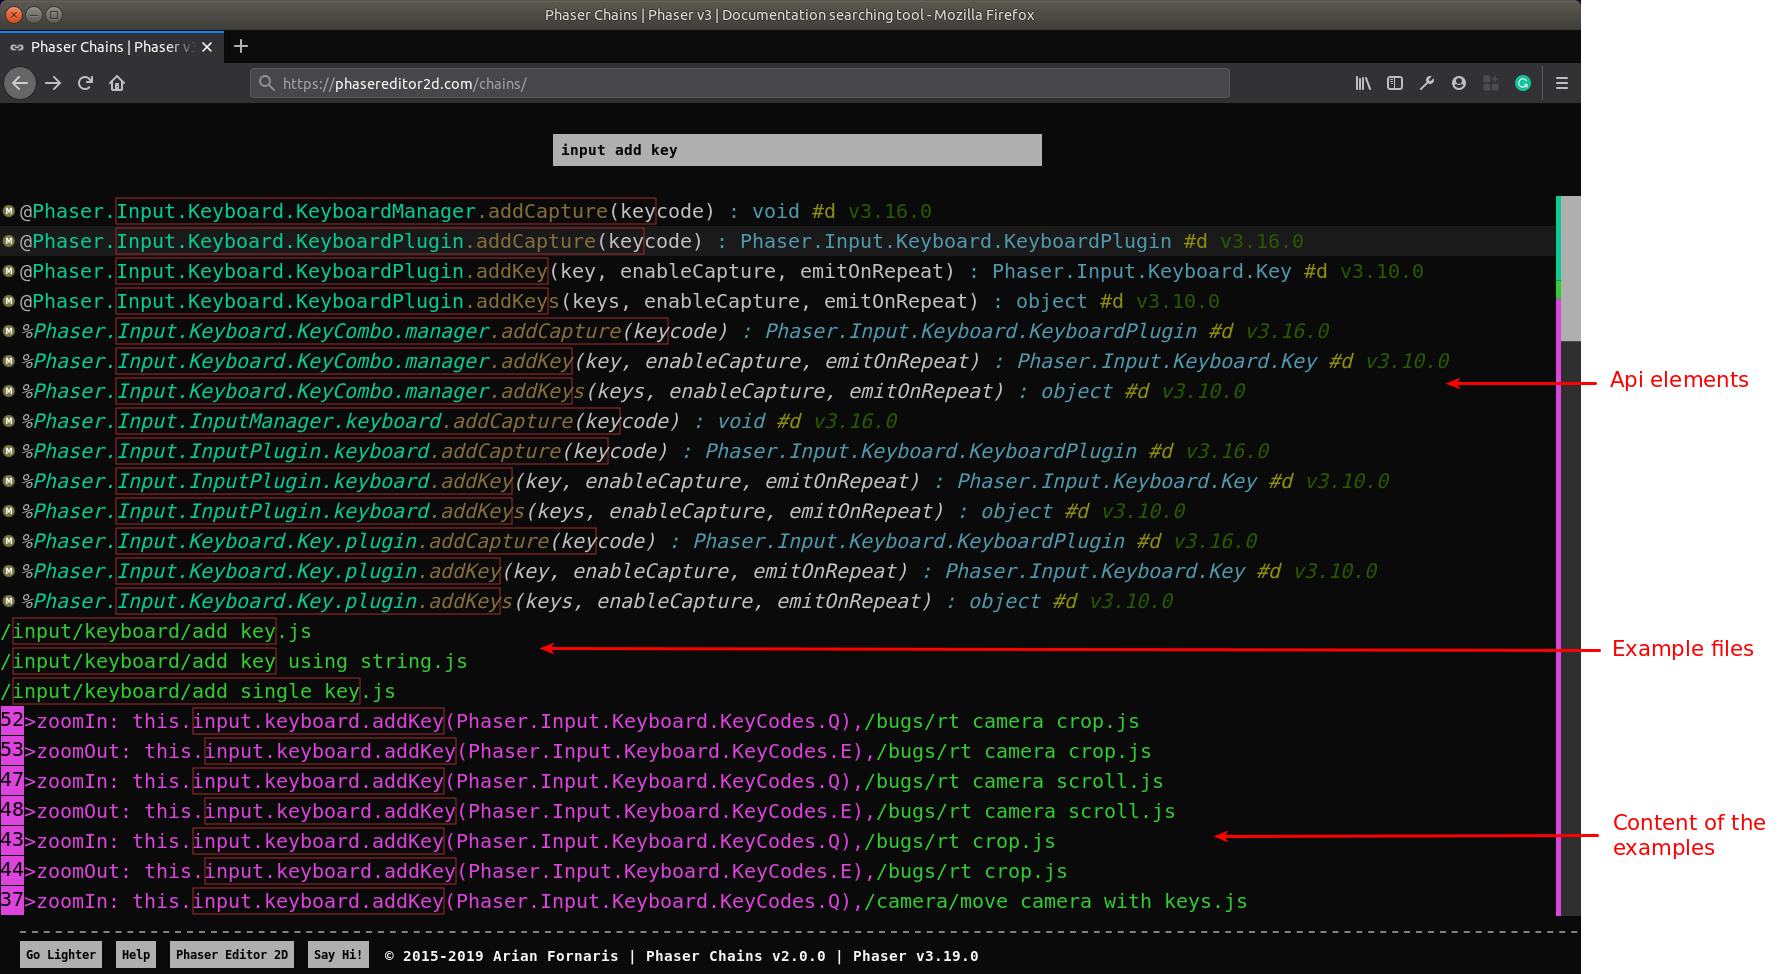 Phaser Chains | Phaser v3 | Documentation searching tool - Mozilla Firefox
Phaser Chains | Phaser v3
https://phasereditor2d.com/chains/
input add key
M @Phaser.Input.Keyboard.KeyboardManager.addCapture(keycode) : void #d v3.16.0
M @Phaser.Input.Keyboard.KeyboardPlugin.addCapture(keycode) : Phaser.Input.Keyboard.KeyboardPlugin #d v3.16.0
M @Phaser.Input.Keyboard.KeyboardPlugin.addKey(key, enableCapture, emitOnRepeat) : Phaser.Input.Keyboard.Key #d v3.10.0
M @Phaser.Input.Keyboard.KeyboardPlugin.addKeys(keys, enableCapture, emitOnRepeat) : object #d v3.10.0
M %Phaser.Input.Keyboard.KeyCombo.manager.addCapture(keycode) : Phaser.Input.Keyboard.KeyboardPlugin #d v3.16.0
M %Phaser.Input.Keyboard.KeyCombo.manager.addKey(key, enableCapture, emitOnRepeat) : Phaser.Input.Keyboard.Key #d v3.10.0
M %Phaser.Input.Keyboard.KeyCombo.manager.addKeys(keys, enableCapture, emitOnRepeat) : object #d v3.10.0
Api elements
M %Phaser.Input.InputManager.keyboard.addCapture(keycode) : void #d v3.16.0
M %Phaser.Input.InputPlugin.keyboard.addCapture(keycode) : Phaser.Input.Keyboard.KeyboardPlugin #d v3.16.0
M %Phaser.Input.InputPlugin.keyboard.addKey(key, enableCapture, emitOnRepeat) : Phaser.Input.Keyboard.Key #d v3.10.0
M %Phaser.Input.InputPlugin.keyboard.addKeys(keys, enableCapture, emitOnRepeat) : object #d v3.10.0
M %Phaser.Input.Keyboard.Key.plugin.addCapture(keycode) : Phaser.Input.Keyboard.KeyboardPlugin #d v3.16.0
M %Phaser.Input.Keyboard.Key.plugin.addKey(key, enableCapture, emitOnRepeat) : Phaser.Input.Keyboard.Key #d v3.10.0
M %Phaser.Input.Keyboard.Key.plugin.addKeys(keys, enableCapture, emitOnRepeat) : object #d v3.10.0
/input/keyboard/add key.js
/input/keyboard/add key using string.js
Example files
/input/keyboard/add single key.js
52>zoomIn: this.input.keyboard.addKey(Phaser.Input.Keyboard.KeyCodes.Q),/bugs/rt camera crop.js
53>zoomOut: this.input.keyboard.addKey(Phaser.Input.Keyboard.KeyCodes.E),/bugs/rt camera crop.js
47>zoomIn: this.input.keyboard.addKey(Phaser.Input.Keyboard.KeyCodes.Q),/bugs/rt camera scroll.js
48>zoomOut: this.input.keyboard.addKey(Phaser.Input.Keyboard.KeyCodes.E),/bugs/rt camera scroll.js
43>zoomIn: this.input.keyboard.addKey(Phaser.Input.Keyboard.KeyCodes.Q),/bugs/rt crop.js
Content of the
examples
44>zoomOut: this.input.keyboard.addKey(Phaser.Input.Keyboard.KeyCodes.E),/bugs/rt crop.js
37>zoomIn: this.input.keyboard.addKey(Phaser.Input.Keyboard.KeyCodes.Q),/camera/move camera with keys.js
Go Lighter Help Phaser Editor 2D Say Hi! © 2015-2019 Arian Fornaris | Phaser Chains v2.0.0 | Phaser v3.19.0